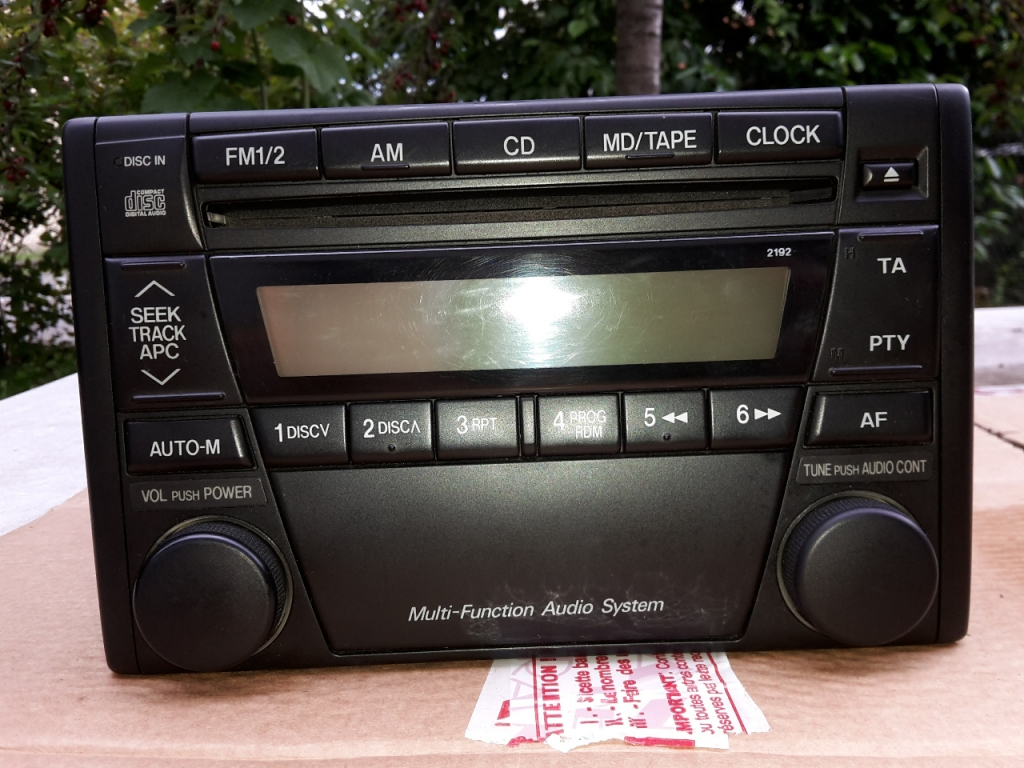 FM1/2
AM
CD
MD/TAPE
CLOCK
DISC IN
COMPACT
disc
DIGITAL AUDIO
2192
TA
SEEK
TRACK
APC
PTY
1 DISC∨
2 DISC∧
3 RPT
4 PROG
RDM
5 ◀◀
6 ▶▶
AUTO-M
AF
VOL PUSH POWER
TUNE PUSH AUDIO CONT
Multi-Function Audio System
ATTENTION !